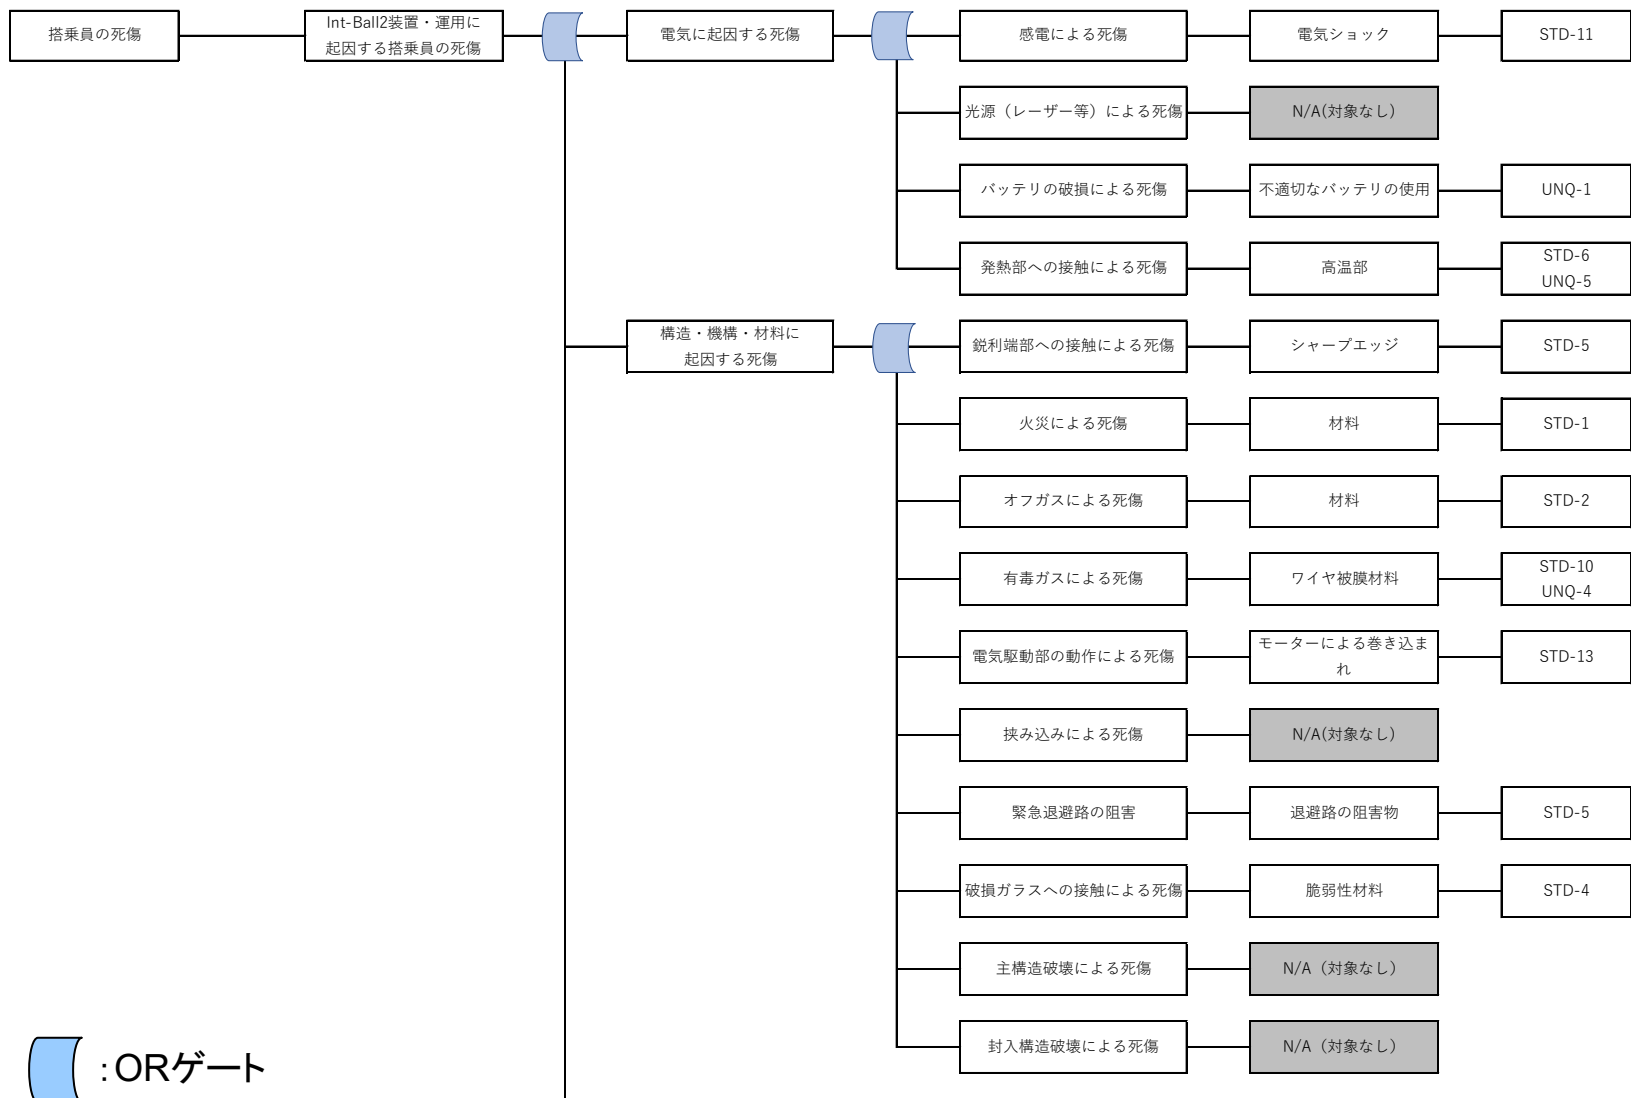 搭乗員の死傷
Int-Ball2装置・運用に
起因する搭乗員の死傷
電気に起因する死傷
感電による死傷
電気ショック
STD-11
光源（レーザー等）による死傷
N/A(対象なし)
バッテリの破損による死傷
不適切なバッテリの使用
UNQ-1
発熱部への接触による死傷
高温部
STD-6
UNQ-5
構造・機構・材料に
起因する死傷
鋭利端部への接触による死傷
シャープエッジ
STD-5
火災による死傷
材料
STD-1
オフガスによる死傷
材料
STD-2
有毒ガスによる死傷
ワイヤ被膜材料
STD-10
UNQ-4
電気駆動部の動作による死傷
モーターによる巻き込ま
れ
STD-13
挟み込みによる死傷
N/A(対象なし)
緊急退避路の阻害
退避路の阻害物
STD-5
破損ガラスへの接触による死傷
脆弱性材料
STD-4
主構造破壊による死傷
N/A（対象なし）
封入構造破壊による死傷
N/A（対象なし）
:ORゲート